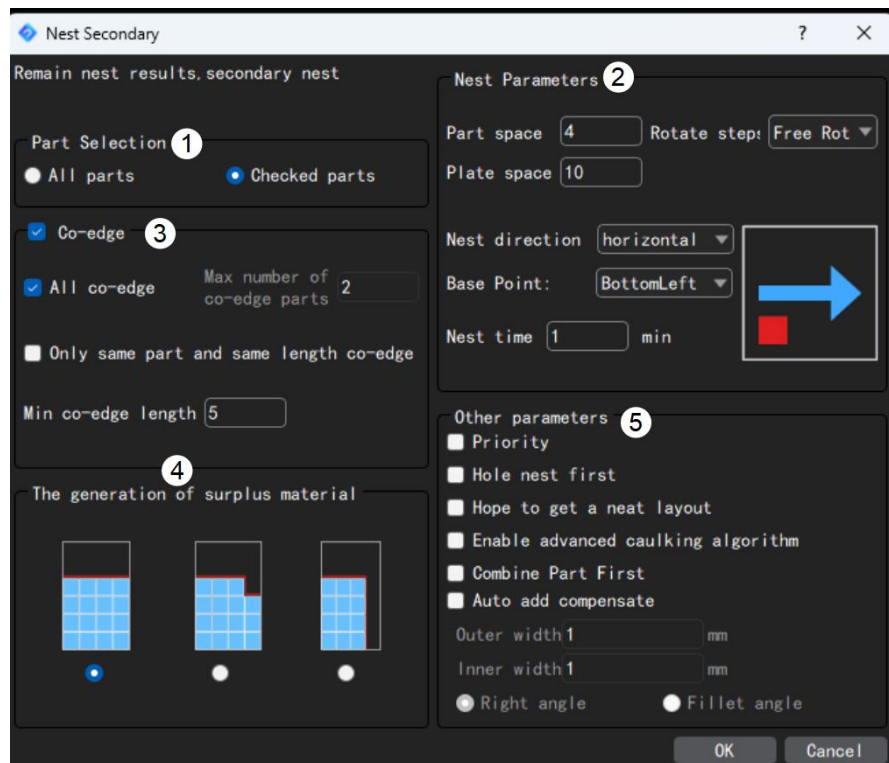 Nest Secondary ? ×
Remain nest results,secondary nest
Part Selection 1
All parts Checked parts
Co-edge 3
All co-edge
Max number of
co-edge parts 2
Only same part and same length co-edge
Min co-edge length 5
4
The generation of surplus material
Nest Parameters 2
Part space 4 Rotate step: Free Rot
Plate space 10
Nest direction horizontal
Base Point: BottomLeft
Nest time 1 min
Other parameters 5
Priority
Hole nest first
Hope to get a neat layout
Enable advanced caulking algorithm
Combine Part First
Auto add compensate
Outer width 1 mm
Inner width 1 mm
Right angle Fillet angle
OK Cancel